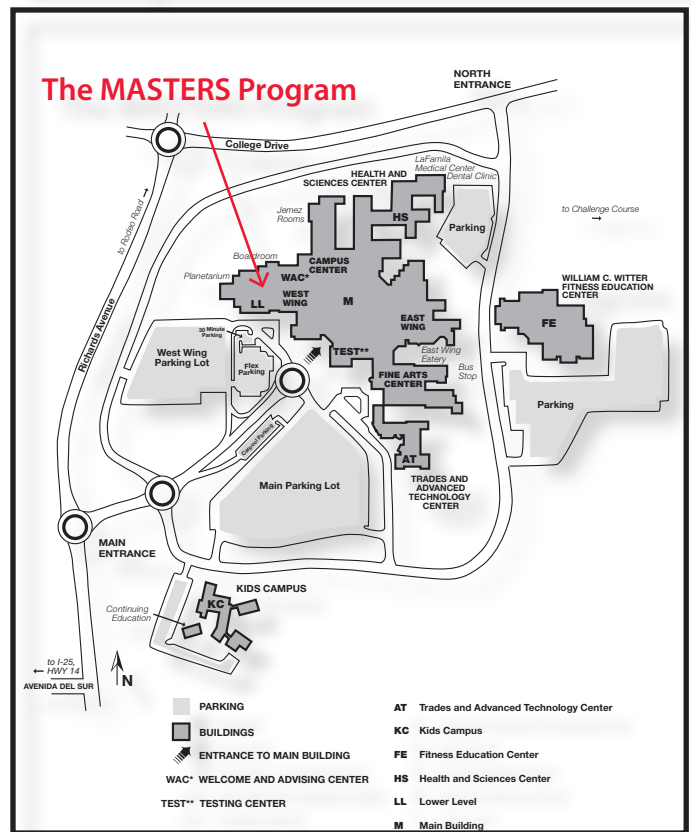 The MASTERS Program
NORTH
ENTRANCE
College Drive
to Rodeo Road
Richards Avenue
LaFamila
Medical Center
Dental Clinic
HEALTH AND
SCIENCES CENTER
HS
Jemez
Rooms
Parking
to Challenge Course
Boardroom
Planetarium
CAMPUS
CENTER
WAC*
WEST
WING
LL
M
EAST
WING
WILLIAM C. WITTER
FITNESS EDUCATION
CENTER
FE
30 Minute
Parking
West Wing
Parking Lot
Flex
Parking
TEST**
East Wing
Eatery
Bus
Stop
FINE ARTS
CENTER
Parking
Carpool Parking
AT
TRADES AND
ADVANCED
TECHNOLOGY
CENTER
Main Parking Lot
MAIN
ENTRANCE
KIDS CAMPUS
KC
Continuing
Education
to I-25,
HWY 14
AVENIDA DEL SUR
N
PARKING
BUILDINGS
ENTRANCE TO MAIN BUILDING
WAC* WELCOME AND ADVISING CENTER
TEST** TESTING CENTER
AT Trades and Advanced Technology Center
KC Kids Campus
FE Fitness Education Center
HS Health and Sciences Center
LL Lower Level
M Main Building